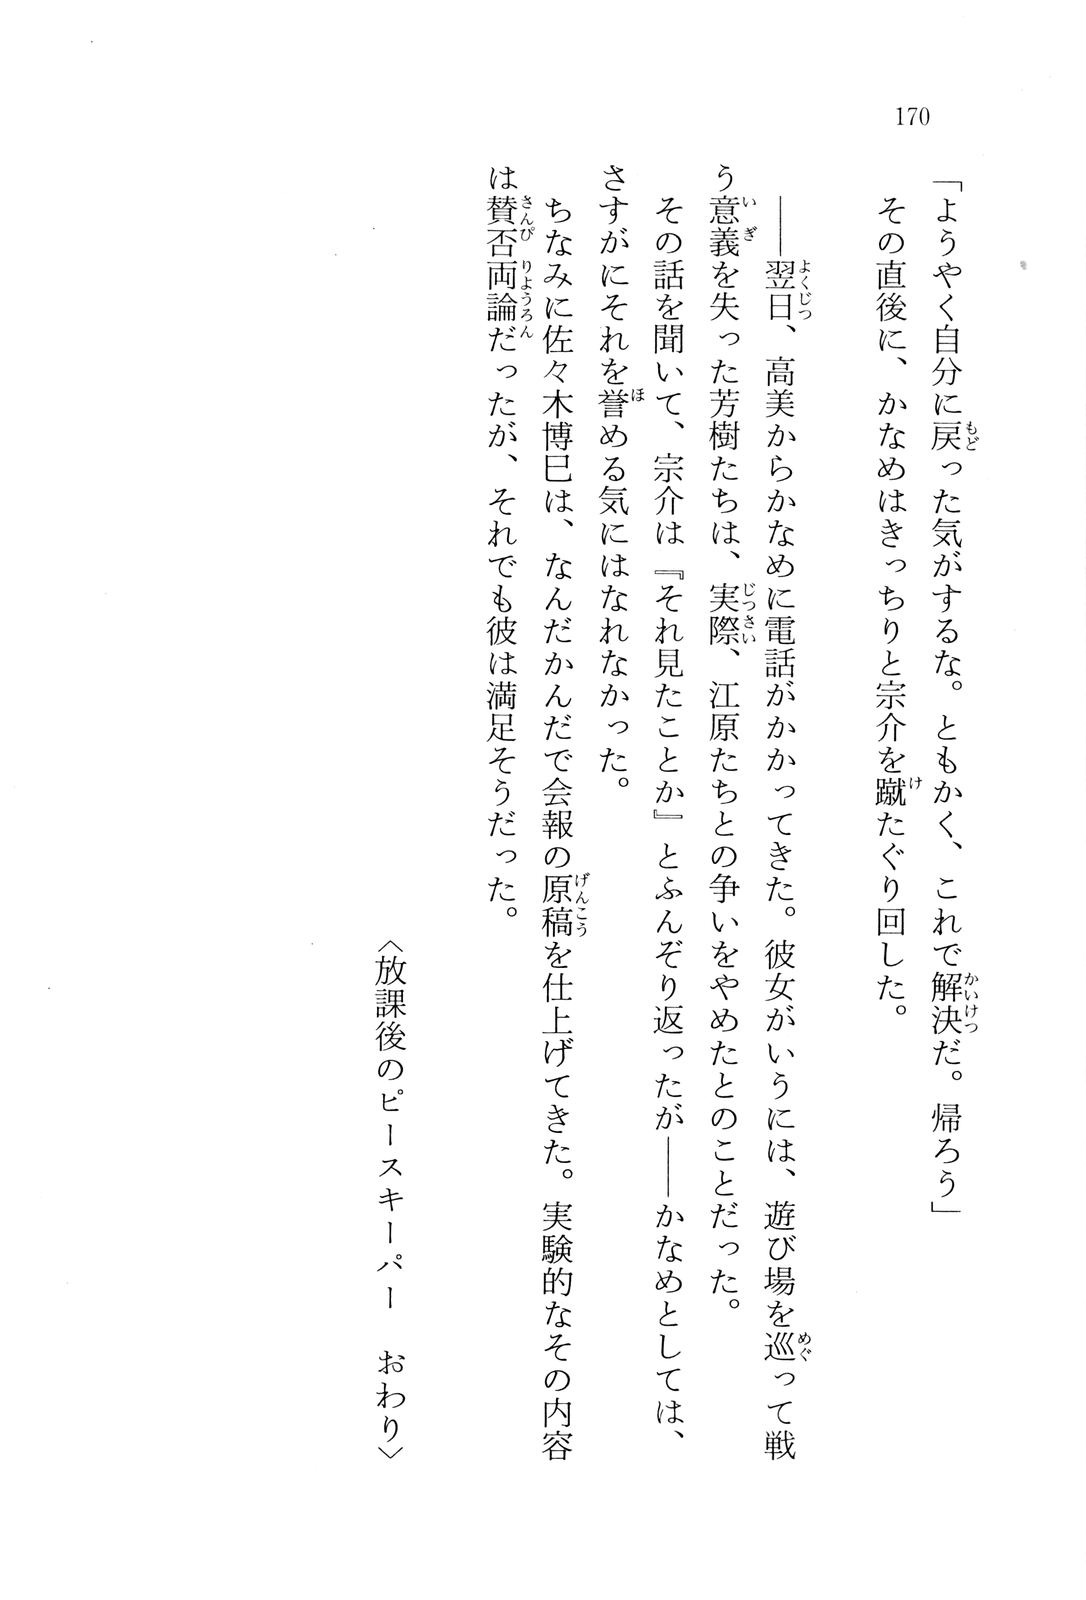 170
「ようやく自分に戻った気がするな。ともかく、これで解決だ。帰ろう」
その直後に、かなめはきっちりと宗介を蹴たぐり回した。
――翌日、高美からかなめに電話がかかってきた。彼女がいうには、遊び場を巡って戦
う意義を失った芳樹たちは、実際、江原たちとの争いをやめたとのことだった。
その話を聞いて、宗介は『それ見たことか』とふんぞり返ったが――かなめとしては、
さすがにそれを誉める気にはなれなかった。
ちなみに佐々木博巳は、なんだかんだで会報の原稿を仕上げてきた。実験的なその内容
は賛否両論だったが、それでも彼は満足そうだった。
〈放課後のピースキーパー　おわり〉